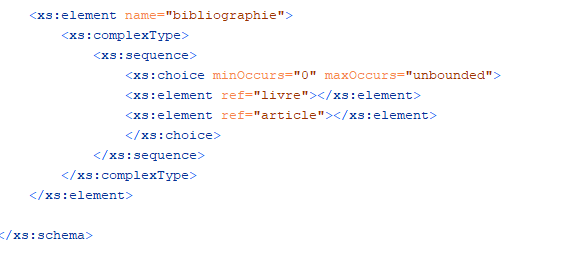 <xs:element name="bibliographie">
<xs:complexType>
<xs:sequence>
<xs:choice minOccurs="0" maxOccurs="unbounded">
<xs:element ref="livre"></xs:element>
<xs:element ref="article"></xs:element>
</xs:choice>
</xs:sequence>
</xs:complexType>
</xs:element>
</xs:schema>